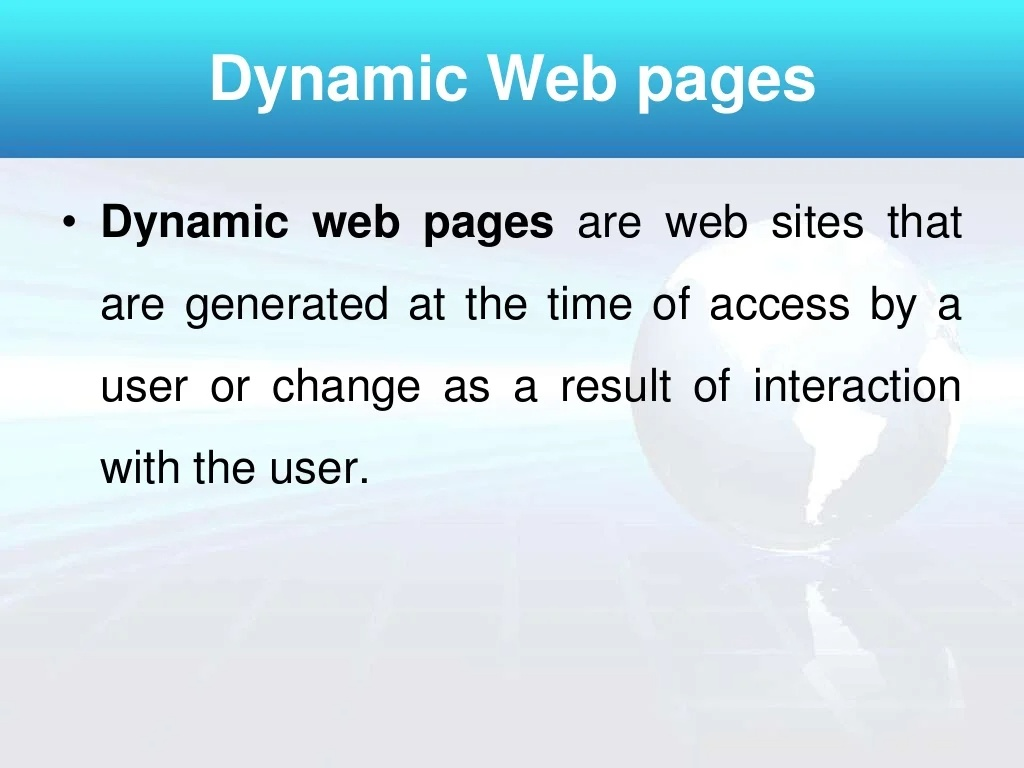 Dynamic Web pages
• Dynamic web pages are web sites that
are generated at the time of access by a
user or change as a result of interaction
with the user.